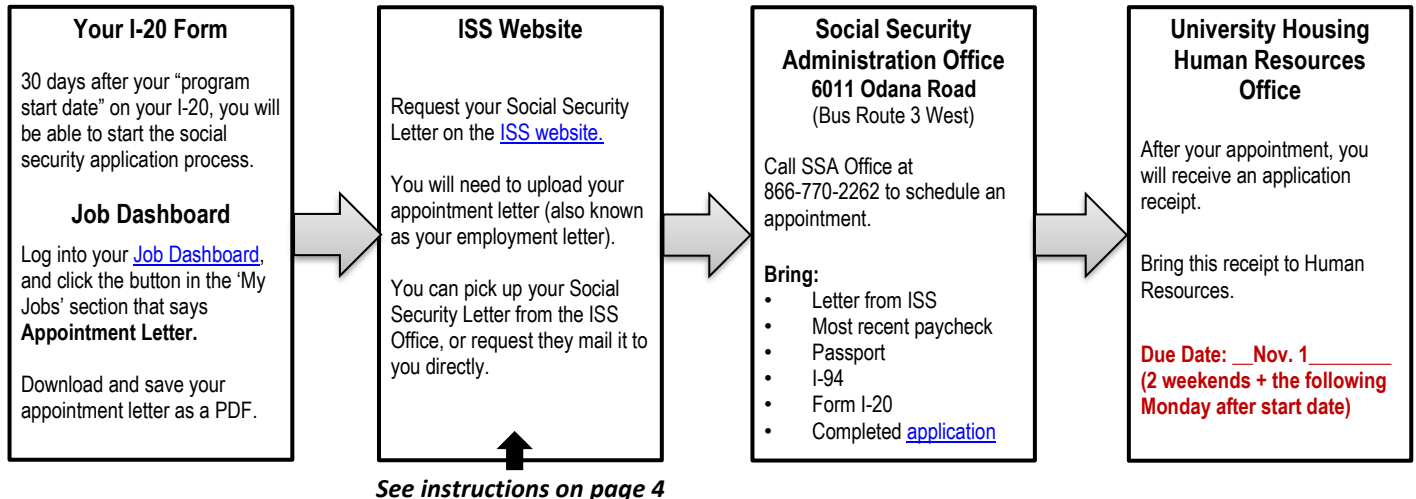 Your I-20 Form
30 days after your “program
start date” on your I-20, you will
be able to start the social
security application process.
Job Dashboard
Log into your Job Dashboard,
and click the button in the ‘My
Jobs’ section that says
Appointment Letter.
Download and save your
appointment letter as a PDF.
ISS Website
Request your Social Security
Letter on the ISS website.
You will need to upload your
appointment letter (also known
as your employment letter).
You can pick up your Social
Security Letter from the ISS
Office, or request they mail it to
you directly.
See instructions on page 4
Social Security
Administration Office
6011 Odana Road
(Bus Route 3 West)
Call SSA Office at
866-770-2262 to schedule an
appointment.
Bring:
• Letter from ISS
• Most recent paycheck
• Passport
• I-94
• Form I-20
• Completed application
University Housing
Human Resources
Office
After your appointment, you
will receive an application
receipt.
Bring this receipt to Human
Resources.
Due Date: __Nov. 1________
(2 weekends + the following
Monday after start date)